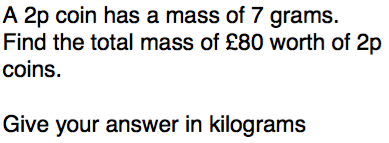 A 2p coin has a mass of 7 grams.
Find the total mass of £80 worth of 2p
coins.
Give your answer in kilograms